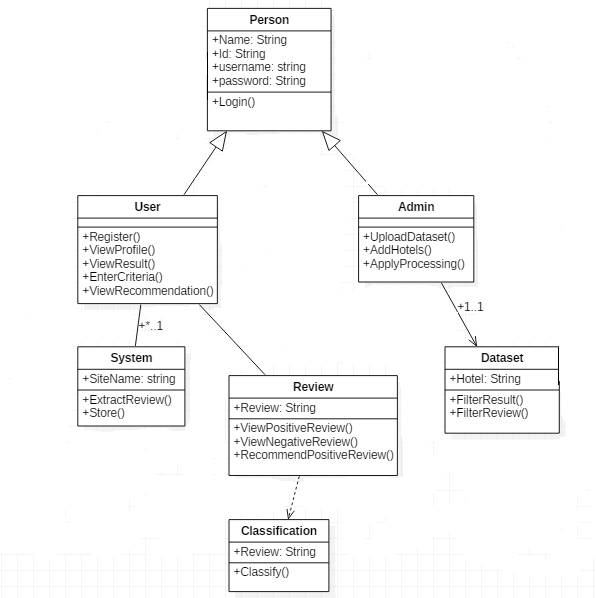 Person
+Name: String
+Id: String
+username: string
+password: String
+Login()
User
+Register()
+ViewProfile()
+ViewResult()
+EnterCriteria()
+ViewRecommendation()
Admin
+UploadDataset()
+AddHotels()
+ApplyProcessing()
+*..1
+1..1
System
+SiteName: string
+ExtractReview()
+Store()
Review
+Review: String
+ViewPositiveReview()
+ViewNegativeReview()
+RecommendPositiveReview()
Dataset
+Hotel: String
+FilterResult()
+FilterReview()
Classification
+Review: String
+Classify()